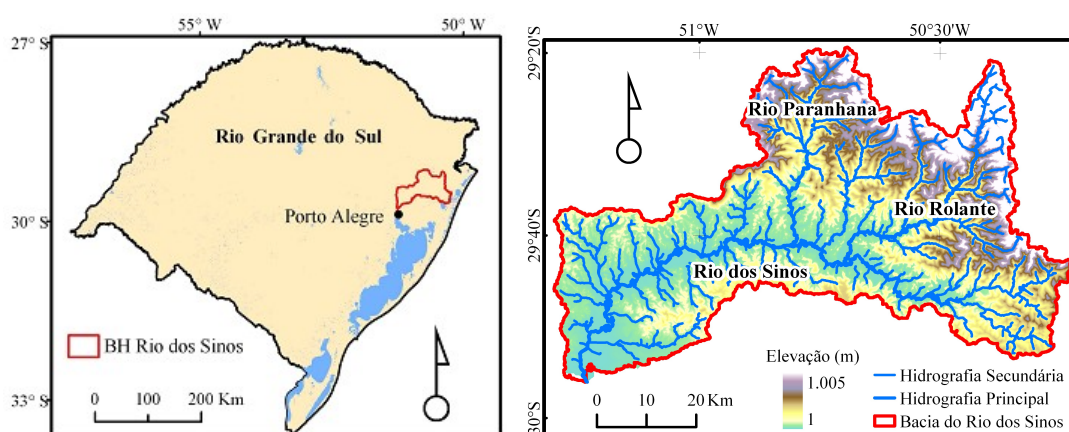 55° W
50° W
27° S
30° S
33° S
Rio Grande do Sul
Porto Alegre
BH Rio dos Sinos
0 100 200 Km
51°W
50°30'W
29°20'S
29°40'S
30°S
Rio Paranhana
Rio Rolante
Rio dos Sinos
Elevação (m)
1.005
1
0 10 20 Km
Hidrografia Secundária
Hidrografia Principal
Bacia do Rio dos Sinos